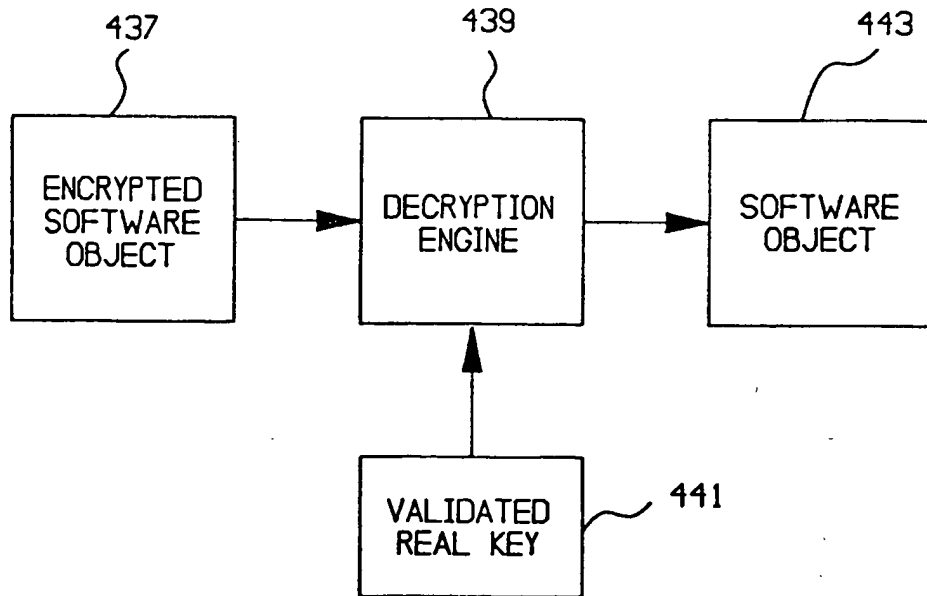 437
439
443
ENCRYPTED
SOFTWARE
OBJECT
DECRYPTION
ENGINE
SOFTWARE
OBJECT
VALIDATED
REAL KEY
441